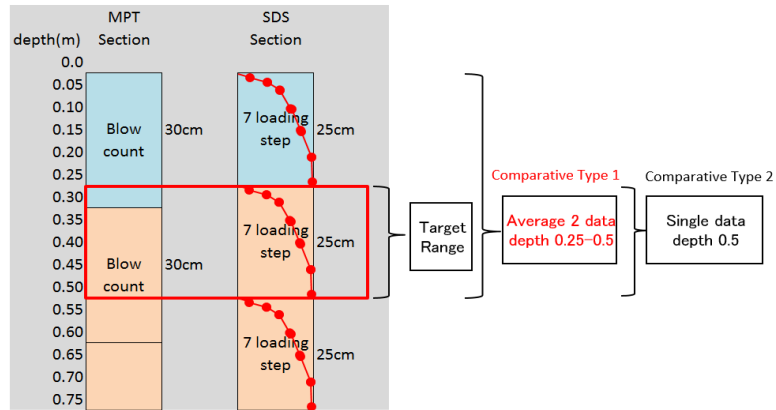 MPT
Section
SDS
Section
depth(m)
0.0
0.05
0.10
0.15
0.20
0.25
0.30
0.35
0.40
0.45
0.50
0.55
0.60
0.65
0.70
0.75
Blow
count
30cm
7 loading
step
25cm
Blow
count
30cm
7 loading
step
25cm
7 loading
step
25cm
Target
Range
Comparative Type 1
Average 2 data
depth 0.25-0.5
Comparative Type 2
Single data
depth 0.5